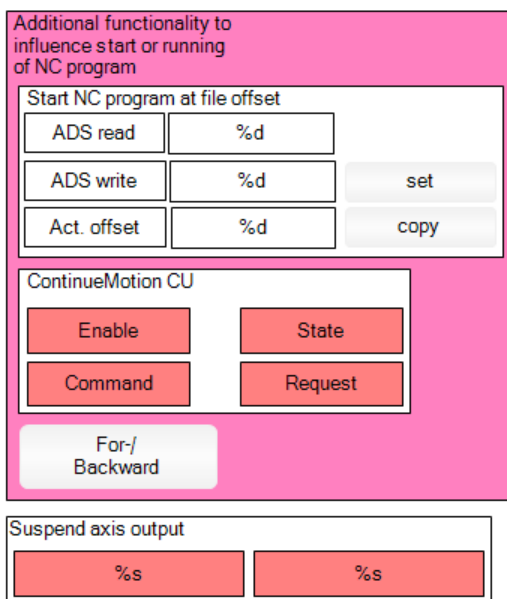 Additional functionality to
influence start or running
of NC program
Start NC program at file offset
ADS read %d
ADS write %d set
Act. offset %d copy
ContinueMotion CU
Enable State
Command Request
For-/
Backward
Suspend axis output
%s %s